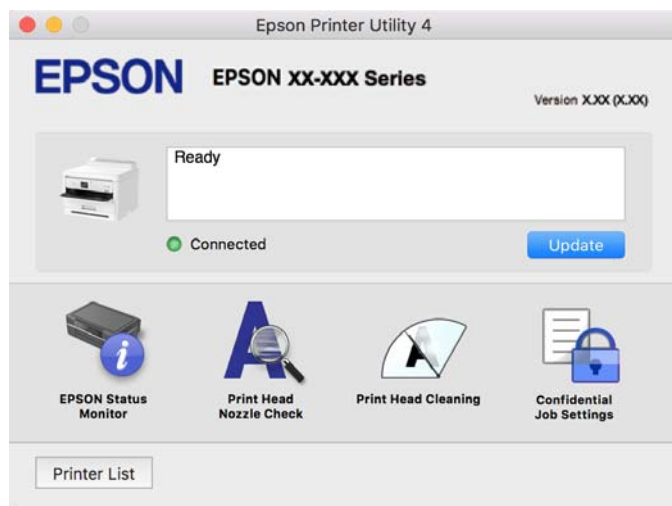 Epson Printer Utility 4
EPSON
EPSON XX-XXX Series
Version X.XX (X.XX)
Ready
Connected
Update
EPSON Status
Monitor
Print Head
Nozzle Check
Print Head Cleaning
Confidential
Job Settings
Printer List